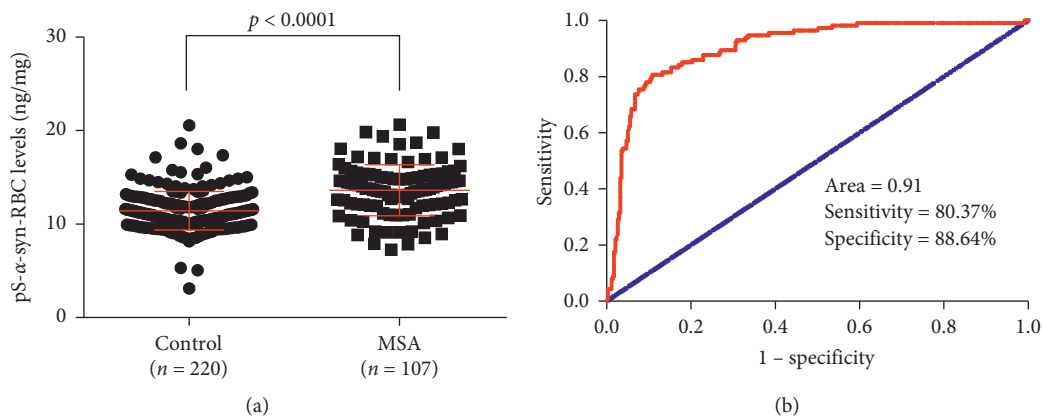 p < 0.0001
pS-α-syn-RBC levels (ng/mg)
30
20
10
0
Control
(n = 220)
MSA
(n = 107)
(a)
Sensitivity
1.0
0.8
0.6
0.4
0.2
0.0
Area = 0.91
Sensitivity = 80.37%
Specificity = 88.64%
0.0 0.2 0.4 0.6 0.8 1.0
1 – specificity
(b)